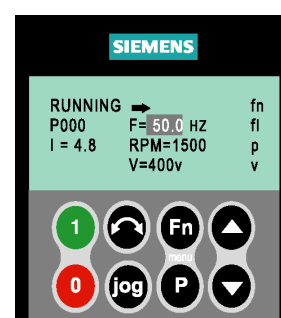 SIEMENS
RUNNING fn
P000 F= 50.0 HZ fl
I = 4.8 RPM=1500 p
V=400v v
1 Fn
menu
0 jog P